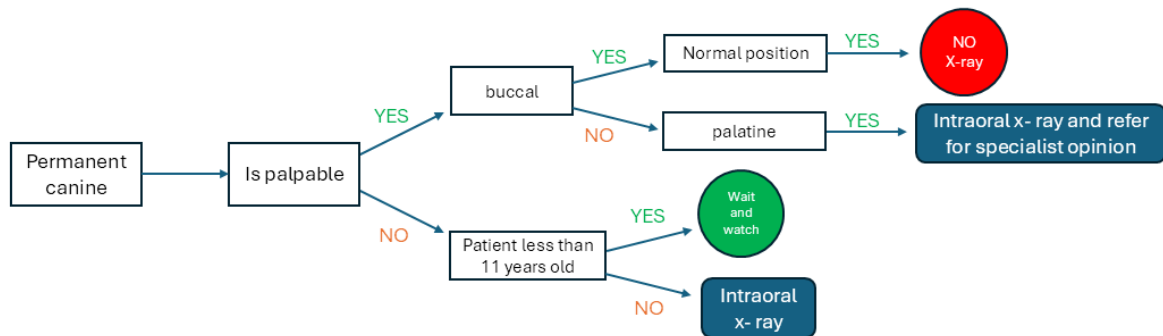 NO
X-ray
YES
Normal position
YES
buccal
YES
NO
palatine
YES
Intraoral x- ray and refer
for specialist opinion
Permanent
canine
Is palpable
NO
Patient less than
11 years old
YES
Wait
and
watch
NO
Intraoral
x- ray